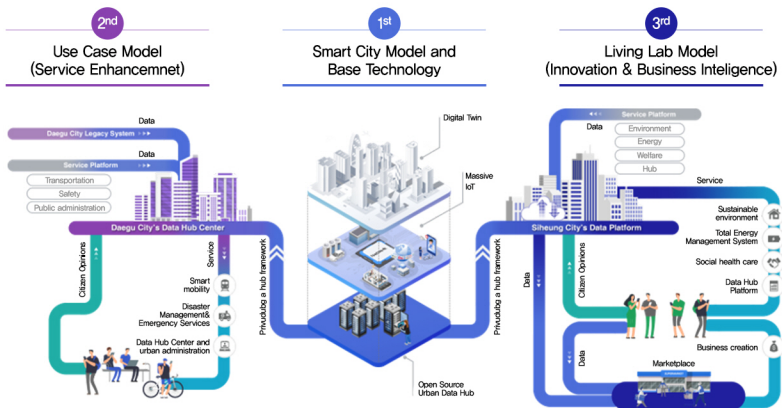 2nd
Use Case Model
(Service Enhancemnet)
Data
Daegu City Legacy System
Data
Service Platform
Transportation
Safety
Public administration
Daegu City's Data Hub Center
Citizen Opinions
Service
Smart
mobility
Disaster
Management&
Emergency Services
Data Hub Center and
urban administration
1st
Smart City Model and
Base Technology
Digital Twin
Massive
IoT
Privudubg a hub framework
Privudubg a hub framework
Open Source
Urban Data Hub
3rd
Living Lab Model
(Innovation & Business Inteligence)
Service Platform
Data
Environment
Energy
Welfare
Hub
Service
Siheung City's Data Platform
Sustainable
environment
Total Energy
Management System
Social health care
Data Hub
Platform
Citizen Opinions
Data
Data
Business creation
Marketplace